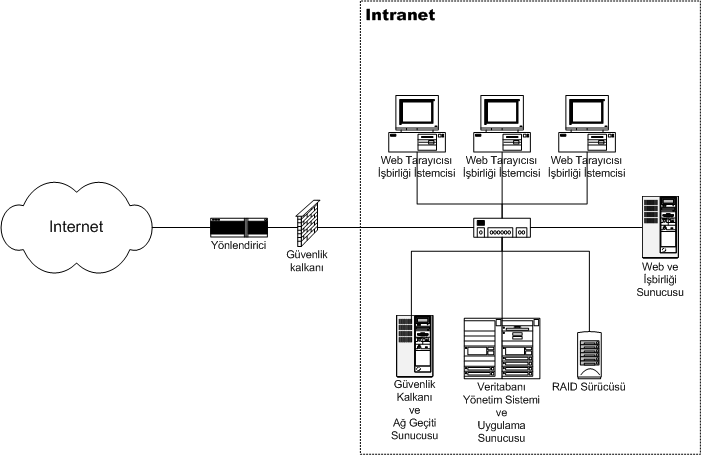 Intranet
Web Tarayıcısı
İşbirliği İstemcisi
Web Tarayıcısı
İşbirliği İstemcisi
Web Tarayıcısı
İşbirliği İstemcisi
Internet
Yönlendirici
Güvenlik
kalkanı
Web ve
İşbirliği
Sunucusu
Güvenlik
Kalkanı
ve
Ağ Geçiti
Sunucusu
Veritabanı
Yönetim Sistemi
ve
Uygulama
Sunucusu
RAID Sürücüsü